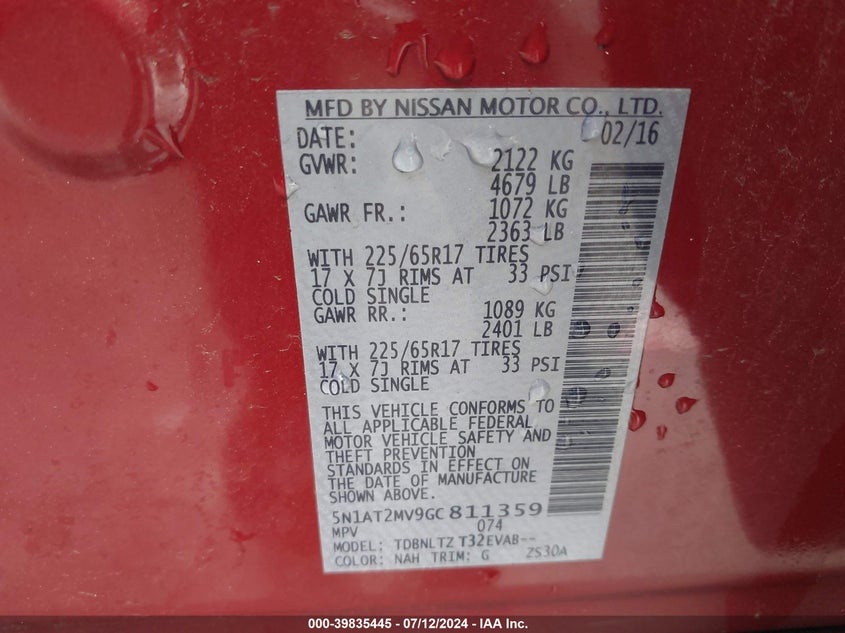 MFD BY NISSAN MOTOR CO., LTD.
DATE: 02/16
GVWR: 2122 KG
4679 LB
GAWR FR.: 1072 KG
2363 LB
WITH 225/65R17 TIRES
17 X 7J RIMS AT 33 PSI
COLD SINGLE
GAWR RR.: 1089 KG
2401 LB
WITH 225/65R17 TIRES
17 X 7J RIMS AT 33 PSI
COLD SINGLE
THIS VEHICLE CONFORMS TO
ALL APPLICABLE FEDERAL
MOTOR VEHICLE SAFETY AND
THEFT PREVENTION
STANDARDS IN EFFECT ON
THE DATE OF MANUFACTURE
SHOWN ABOVE.
5N1AT2MV9GC811359
MPV 074
MODEL: TDBNLTZ T32EVAB--
COLOR: NAH TRIM: G ZS30A
000-39835445 - 07/12/2024 - IAA Inc.